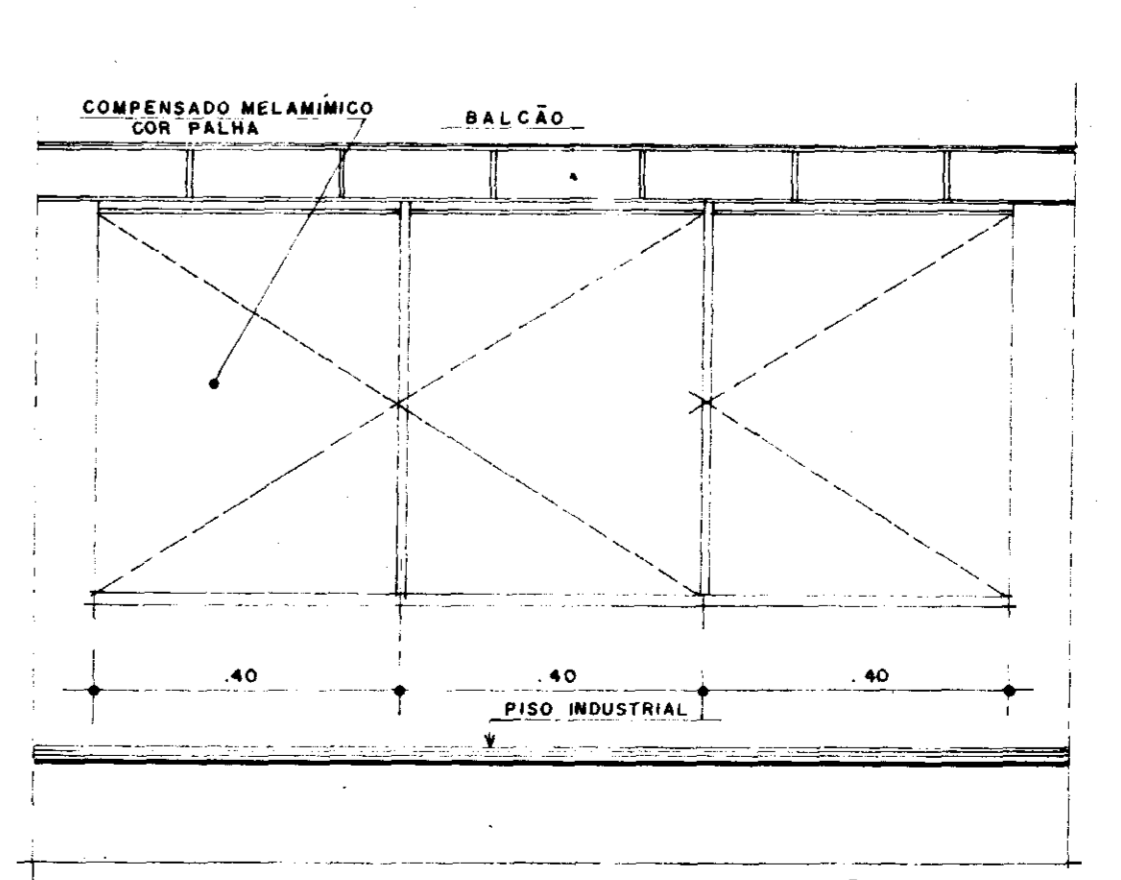 COMPENSADO MELAMÍMICO
COR PALHA
BALCÃO
.40
.40
.40
PISO INDUSTRIAL